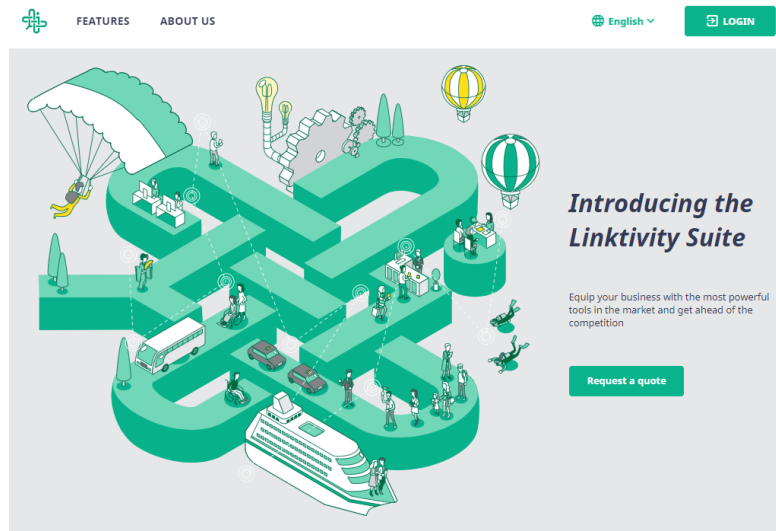 FEATURES
ABOUT US
English
LOGIN
Introducing the
Linktivity Suite
Equip your business with the most powerful
tools in the market and get ahead of the
competition
Request a quote